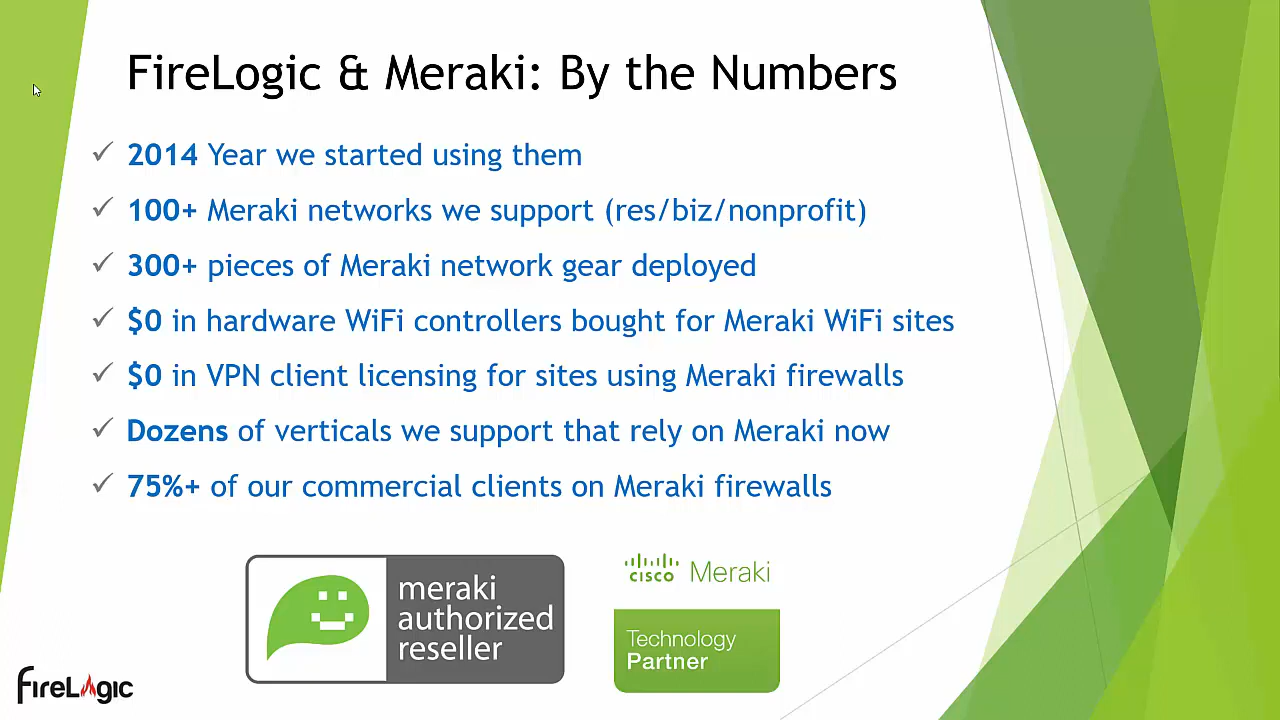 FireLogic & Meraki: By the Numbers
2014 Year we started using them
100+ Meraki networks we support (res/biz/nonprofit)
300+ pieces of Meraki network gear deployed
$0 in hardware WiFi controllers bought for Meraki WiFi sites
$0 in VPN client licensing for sites using Meraki firewalls
Dozens of verticals we support that rely on Meraki now
75%+ of our commercial clients on Meraki firewalls
meraki
authorized
reseller
CISCO Meraki
Technology
Partner
FireLogic